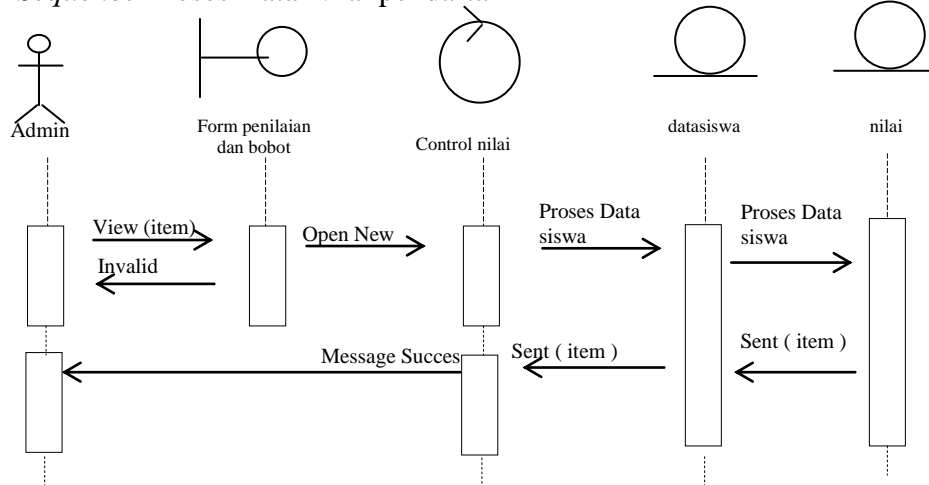 Admin
Form penilaian
dan bobot
Control nilai
datasiswa
nilai
View (item)
Open New
Proses Data
siswa
Proses Data
siswa
Invalid
Message Succes
Sent ( item )
Sent ( item )